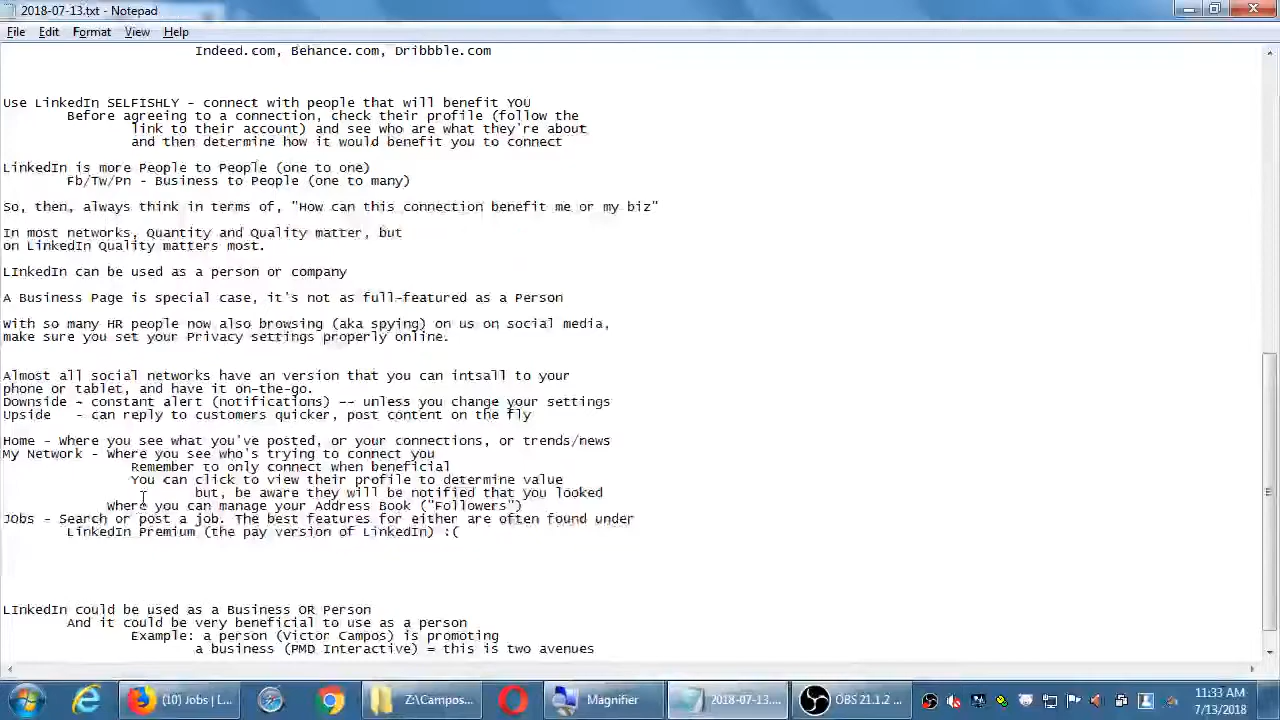 2018-07-13.txt - Notepad
File Edit Format View Help
Indeed.com, Behance.com, Dribbble.com
Use LinkedIn SELFISHLY - connect with people that will benefit YOU
Before agreeing to a connection, check their profile (follow the
link to their account) and see who are what they're about
and then determine how it would benefit you to connect
LinkedIn is more People to People (one to one)
Fb/Tw/Pn - Business to People (one to many)
So, then, always think in terms of, "How can this connection benefit me or my biz"
In most networks, Quantity and Quality matter, but
on LinkedIn Quality matters most.
LInkedIn can be used as a person or company
A Business Page is special case, it's not as full-featured as a Person
With so many HR people now also browsing (aka spying) on us on social media,
make sure you set your Privacy settings properly online.
Almost all social networks have an version that you can intsall to your
phone or tablet, and have it on-the-go.
Downside - constant alert (notifications) -- unless you change your settings
Upside - can reply to customers quicker, post content on the fly
Home - Where you see what you've posted, or your connections, or trends/news
My Network - Where you see who's trying to connect you
Remember to only connect when beneficial
You can click to view their profile to determine value
but, be aware they will be notified that you looked
Where you can manage your Address Book ("Followers")
Jobs - Search or post a job. The best features for either are often found under
LinkedIn Premium (the pay version of LinkedIn) :(
LInkedIn could be used as a Business OR Person
And it could be very beneficial to use as a person
Example: a person (Victor Campos) is promoting
a business (PMD Interactive) = this is two avenues
(10) Jobs | L... Z:\Campos... Magnifier 2018-07-13.... OBS 21.1.2 ... 11:33 AM
7/13/2018